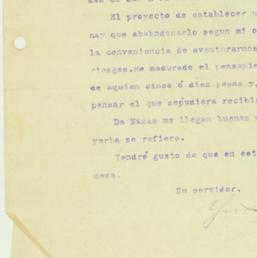 El proyecto de establecer
hay que abandonarlo segun mi
la conveniencia de aventurarnos
riesgos. He madurado el pensamie
de aquien cinco ó diez pesos y,
pensar el que sepudiera recibi
De Nazas me llegan buenas
yerba se refiere.
Tendré gusto de que en est
mesa.
Su servidor.